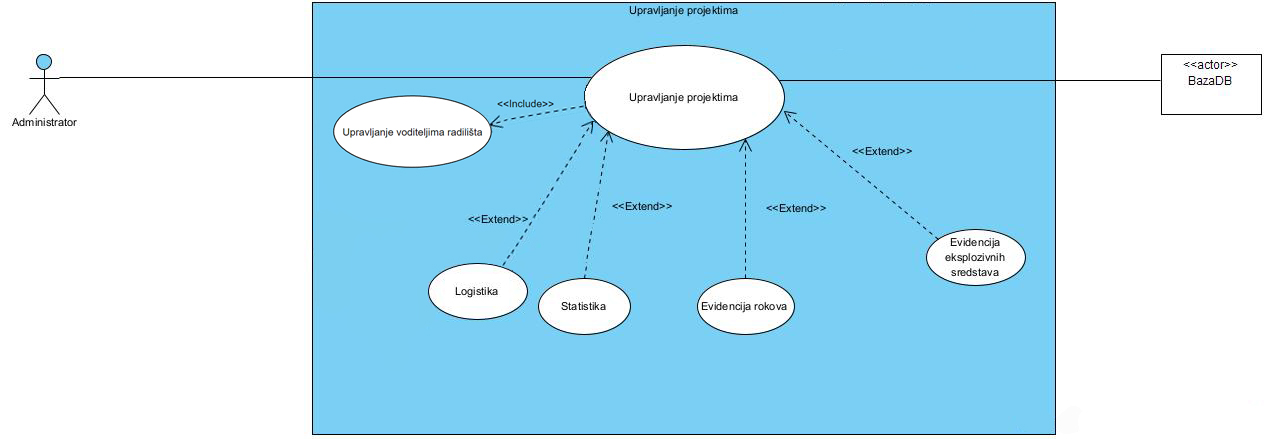 Upravljanje projektima
<<actor>>
BazaDB
Administrator
Upravljanje projektima
<<Include>>
Upravljanje voditeljima radilišta
<<Extend>>
<<Extend>>
<<Extend>>
<<Extend>>
Evidencija
eksplozivnih
sredstava
Logistika
Statistika
Evidencija rokova